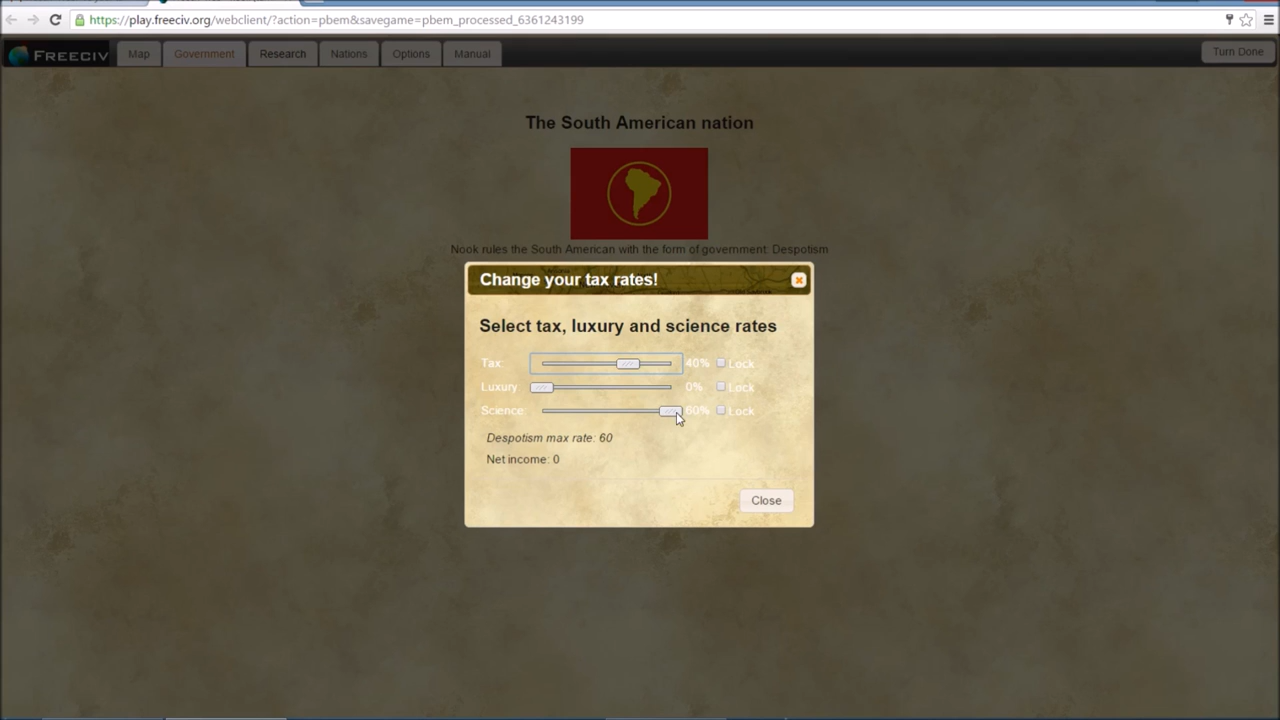 https://play.freeciv.org/webclient/?action=pbem&savegame=pbem_processed_6361243199
FREECIV Map Government Research Nations Options Manual Turn Done
The South American nation
Nook rules the South American with the form of government: Despotism
Change your tax rates!
Select tax, luxury and science rates
Tax: 40% Lock
Luxury: 0% Lock
Science: 60% Lock
Despotism max rate: 60
Net income: 0
Close